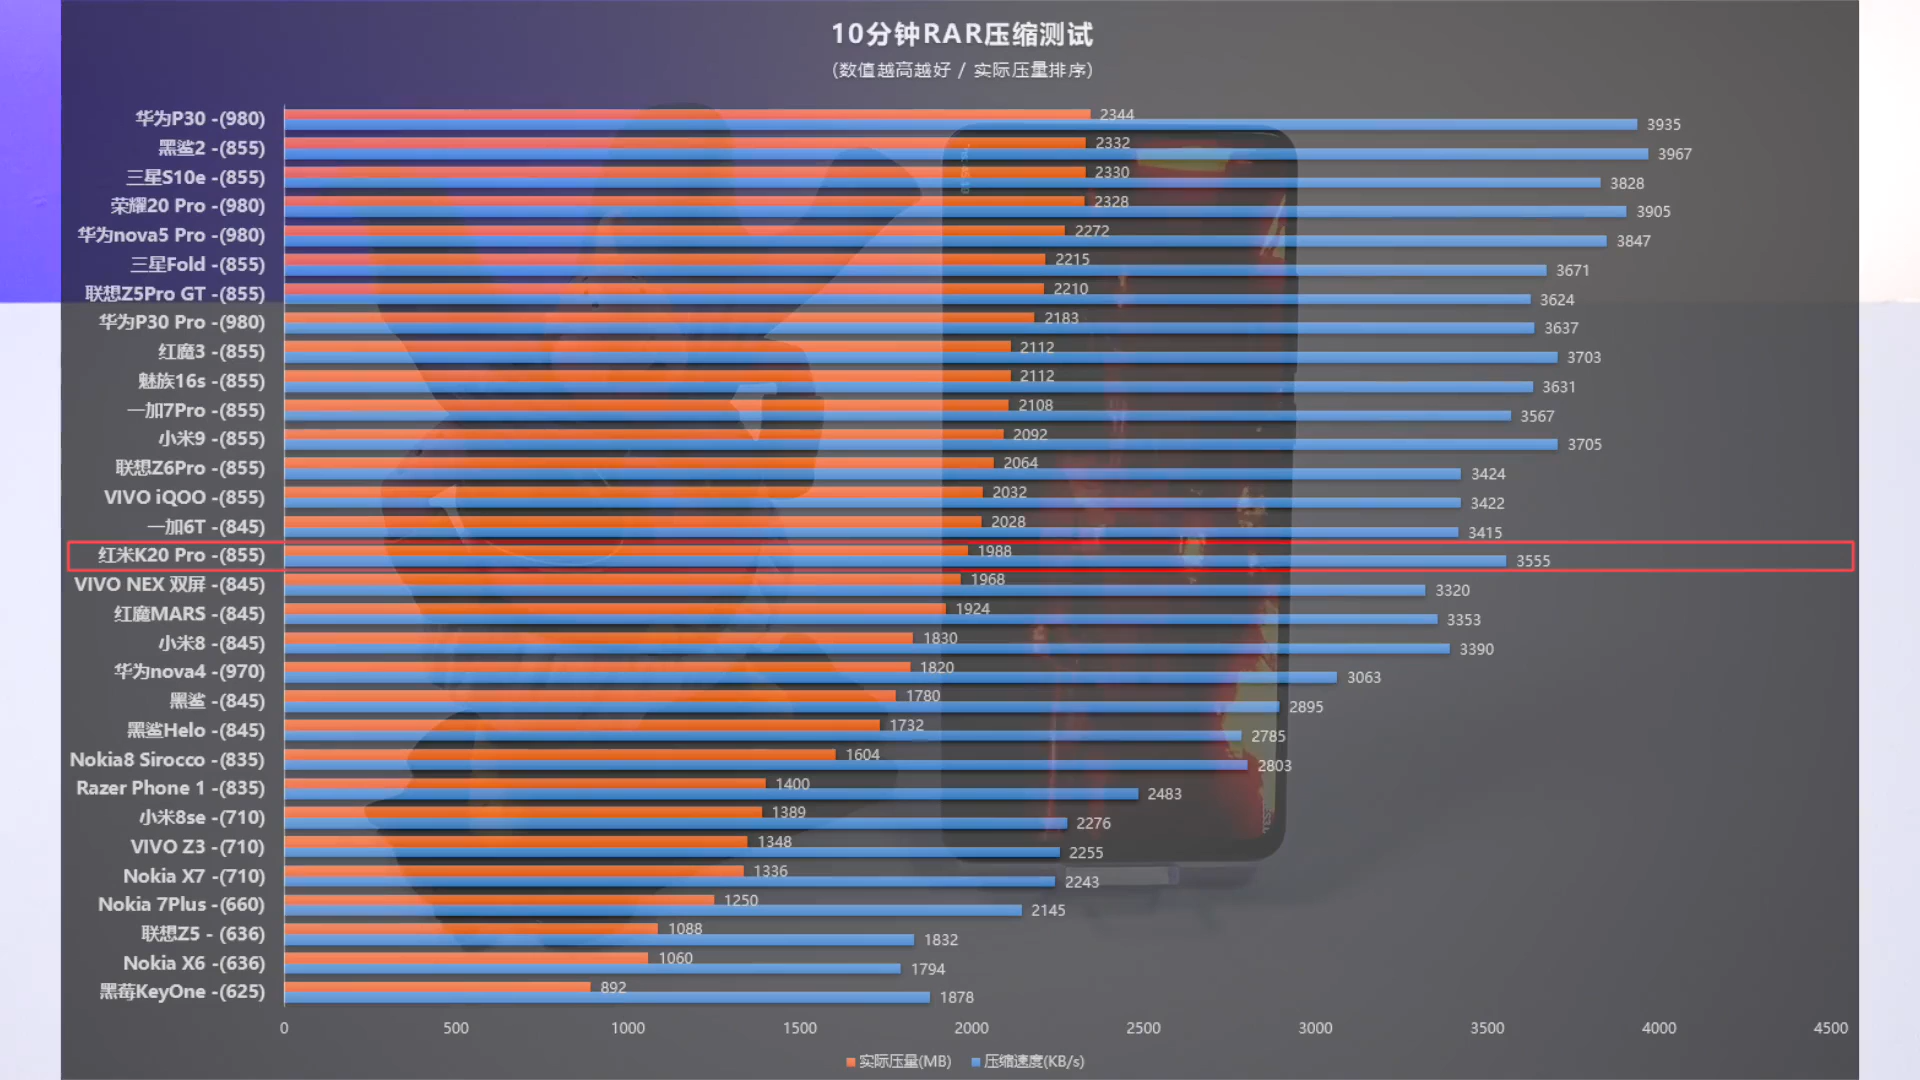 10分钟RAR压缩测试
(数值越高越好 / 实际压量排序)
华为P30 -(980) 2344 3935
黑鲨2 -(855) 2332 3967
三星S10e -(855) 2330 3828
荣耀20 Pro -(980) 2328 3905
华为nova5 Pro -(980) 2272 3847
三星Fold -(855) 2215 3671
联想Z5Pro GT -(855) 2210 3624
华为P30 Pro -(980) 2183 3637
红魔3 -(855) 2112 3703
魅族16s -(855) 2112 3631
一加7Pro -(855) 2108 3567
小米9 -(855) 2092 3705
联想Z6Pro -(855) 2064 3424
VIVO iQOO -(855) 2032 3422
一加6T -(845) 2028 3415
红米K20 Pro -(855) 1988 3555
VIVO NEX 双屏 -(845) 1968 3320
红魔MARS -(845) 1924 3353
小米8 -(845) 1830 3390
华为nova4 -(970) 1820 3063
黑鲨 -(845) 1780 2895
黑鲨Helo -(845) 1732 2785
Nokia8 Sirocco -(835) 1604 2803
Razer Phone 1 -(835) 1400 2483
小米8se -(710) 1389 2276
VIVO Z3 -(710) 1348 2255
Nokia X7 -(710) 1336 2243
Nokia 7Plus -(660) 1250 2145
联想Z5 - (636) 1088 1832
Nokia X6 -(636) 1060 1794
黑莓KeyOne -(625) 892 1878
0 500 1000 1500 2000 2500 3000 3500 4000 4500
实际压量(MB) 压缩速度(KB/s)